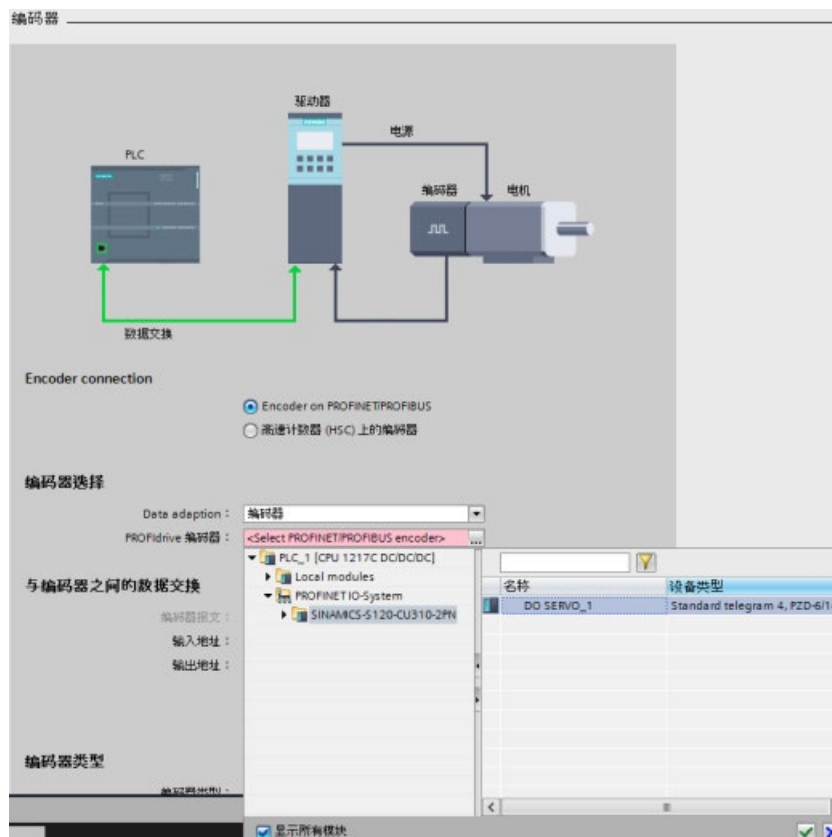 编码器
驱动器
电源
PLC
编码器
电机
数据交换
Encoder connection
Encoder on PROFINET/PROFIBUS
高速计数器 (HSC) 上的编码器
编码器选择
Data adaption：
编码器
PROFIdrive 编码器：
<Select PROFINET/PROFIBUS encoder>
...
PLC_1 [CPU 1217C DC/DC/DC]
Local modules
PROFINET IO-System
SINAMICS-S120-CU310-2PN
名称
设备类型
DO SERVO_1
Standard telegram 4, PZD-6/1
与编码器之间的数据交换
编码器报文：
输入地址：
输出地址：
编码器类型
编码器类型：
显示所有模块